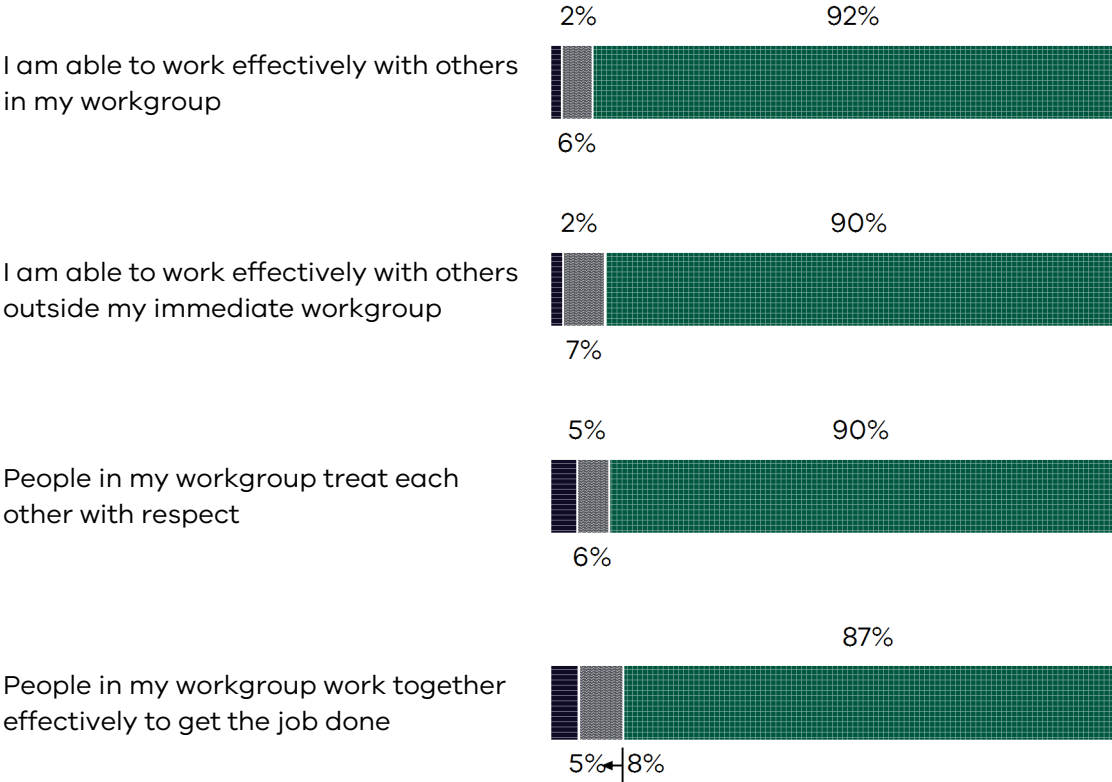 2% 92%
I am able to work effectively with others
in my workgroup
6%
2% 90%
I am able to work effectively with others
outside my immediate workgroup
7%
5% 90%
People in my workgroup treat each
other with respect
6%
87%
People in my workgroup work together
effectively to get the job done
5% 8%